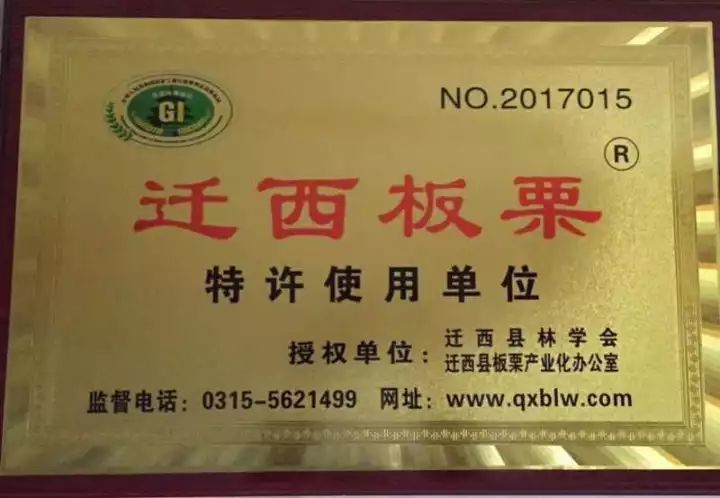 GI
NO.2017015
®
迁西板栗
特许使用单位
授权单位：迁西县林学会
迁西县板栗产业化办公室
监督电话：0315-5621499 网址：www.qxblw.com